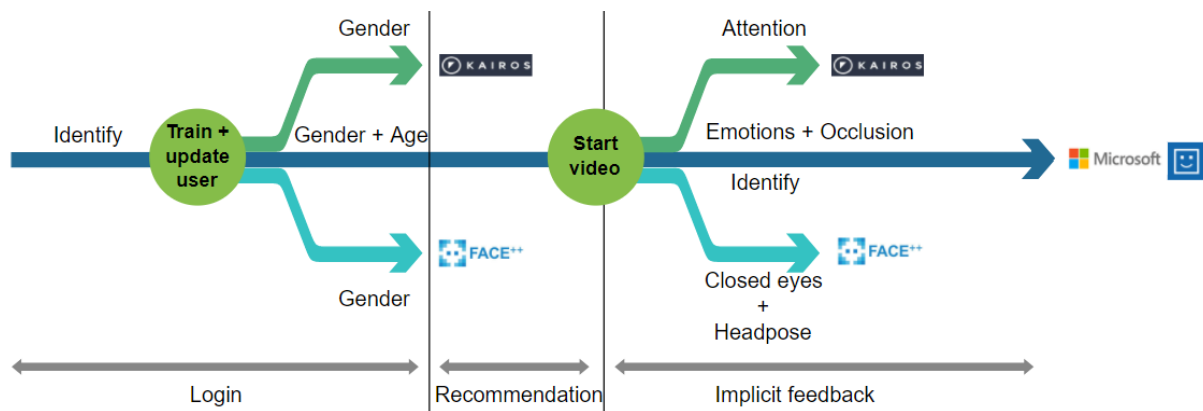 Gender
KAIROS
Attention
KAIROS
Identify
Train +
update
user
Gender + Age
Start
video
Emotions + Occlusion
Identify
Microsoft
FACE++
Gender
FACE++
Closed eyes
+
Headpose
Login
Recommendation
Implicit feedback